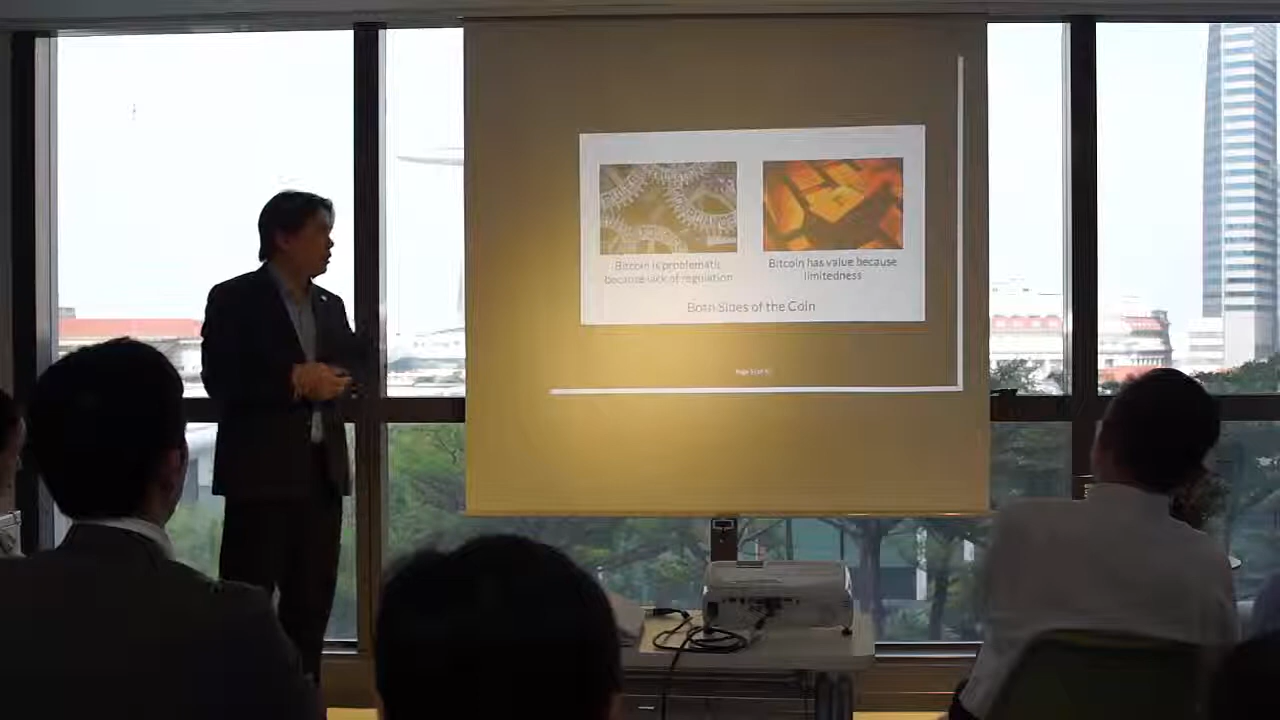 Bitcoin is problematic
because lack of regulation
Bitcoin has value because
limitedness
Both Sides of the Coin